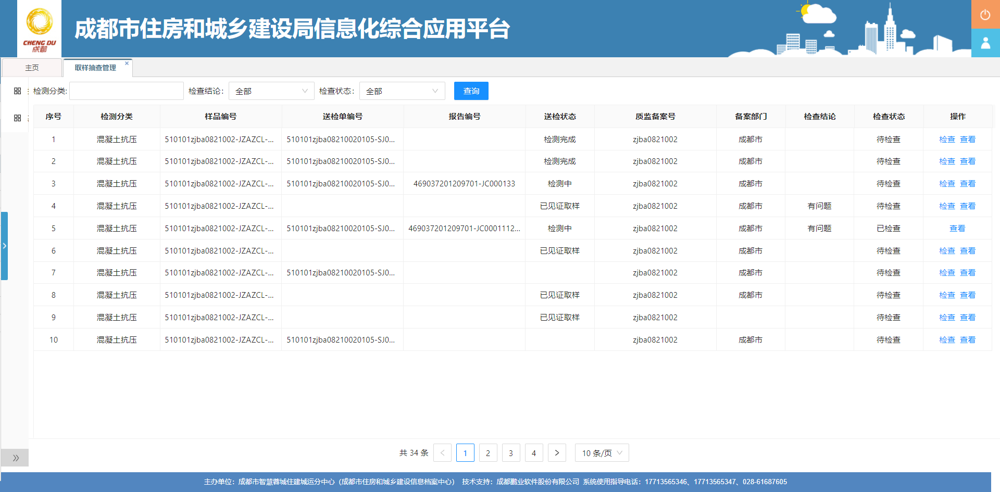 CHENG DU
成都
成都市住房和城乡建设局信息化综合应用平台
主页 取样抽查管理
检测分类: 检查结论: 全部 检查状态: 全部 查询
序号 检测分类 样品编号 送检单编号 报告编号 送检状态 质监备案号 备案部门 检查结论 检查状态 操作
1 混凝土抗压 510101zjba0821002-JZAZCL-... 510101zjba08210020105-SJ0... 检测完成 zjba0821002 成都市 待检查 检查 查看
2 混凝土抗压 510101zjba0821002-JZAZCL-... 510101zjba08210020105-SJ0... 检测完成 zjba0821002 成都市 待检查 检查 查看
3 混凝土抗压 510101zjba0821002-JZAZCL-... 510101zjba08210020105-SJ0... 469037201209701-JC000133 检测中 zjba0821002 成都市 待检查 检查 查看
4 混凝土抗压 510101zjba0821002-JZAZCL-... 已见证取样 zjba0821002 成都市 有问题 待检查 检查 查看
5 混凝土抗压 510101zjba0821002-JZAZCL-... 510101zjba08210020105-SJ0... 469037201209701-JC0001112... 检测中 zjba0821002 成都市 有问题 已检查 查看
6 混凝土抗压 510101zjba0821002-JZAZCL-... 已见证取样 zjba0821002 成都市 待检查 检查 查看
7 混凝土抗压 510101zjba0821002-JZAZCL-... 510101zjba08210020105-SJ0... zjba0821002 成都市 待检查 检查 查看
8 混凝土抗压 510101zjba0821002-JZAZCL-... 已见证取样 zjba0821002 成都市 待检查 检查 查看
9 混凝土抗压 510101zjba0821002-JZAZCL-... 已见证取样 zjba0821002 待检查 检查 查看
10 混凝土抗压 510101zjba0821002-JZAZCL-... 510101zjba08210020105-SJ0... zjba0821002 成都市 待检查 检查 查看
共 34 条 < 1 2 3 4 > 10 条/页
主办单位：成都市智慧蓉城住建城运分中心（成都市住房和城乡建设信息档案中心） 技术支持：成都鹏业软件股份有限公司 系统使用指导电话：17713565346、17713565347、028-61687605